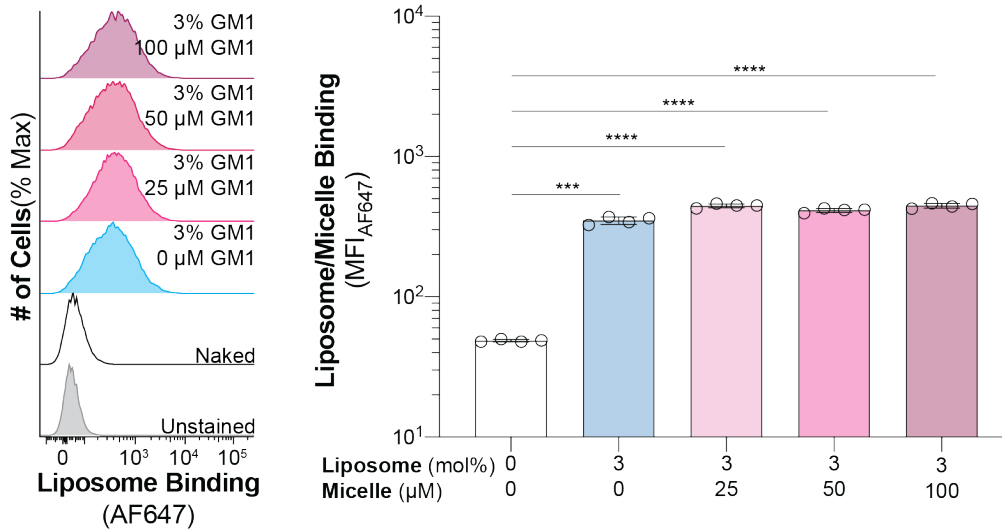 3% GM1
100 µM GM1
3% GM1
50 µM GM1
3% GM1
25 µM GM1
3% GM1
0 µM GM1
Naked
Unstained
# of Cells(% Max)
0 10³ 10⁴ 10⁵
Liposome Binding
(AF647)
Liposome/Micelle Binding
(MFI_AF647)
10⁴
10³
10²
10¹
****
****
****
***
Liposome (mol%) 0 3 3 3 3
Micelle (µM) 0 0 25 50 100